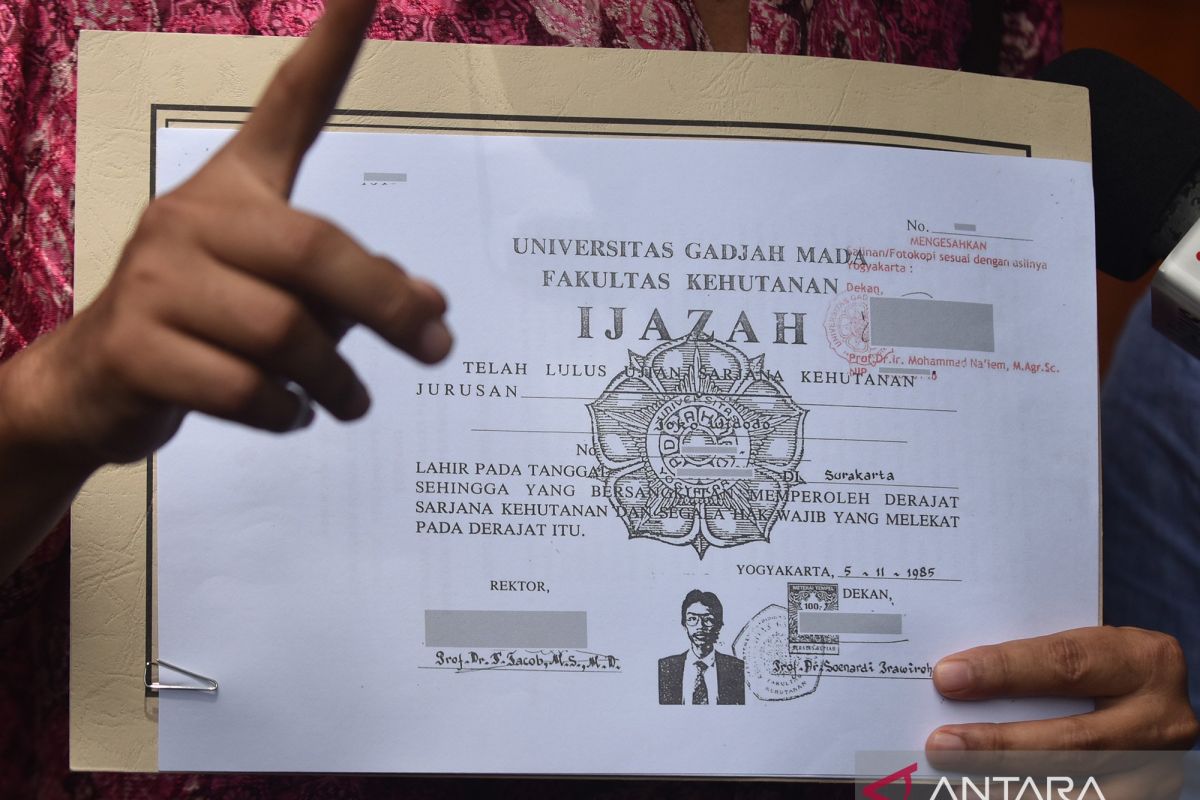 No.
MENGESAHKAN
Salinan/Fotokopi sesuai dengan aslinya
Yogyakarta :
Dekan,
Prof.Dr.Ir. Mohammad Na'iem, M.Agr.Sc.
NIP.
UNIVERSITAS GADJAH MADA
FAKULTAS KEHUTANAN
IJAZAH
TELAH LULUS UJIAN SARJANA KEHUTANAN
JURUSAN
Joko Widodo
No.
LAHIR PADA TANGGAL DI Surakarta
SEHINGGA YANG BERSANGKUTAN MEMPEROLEH DERAJAT
SARJANA KEHUTANAN DAN SEGALA HAK WAJIB YANG MELEKAT
PADA DERAJAT ITU.
YOGYAKARTA, 5 - 11 - 1985
REKTOR,
DEKAN,
100,-
Prof. Dr. T. Jacob, M.S., M.D.
Prof. Dr. Soenardi
ANTARA